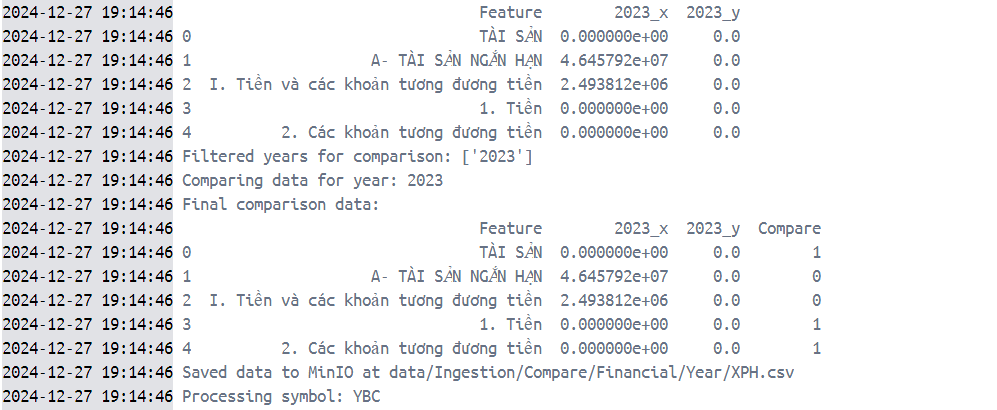 2024-12-27 19:14:46 Feature 2023_x 2023_y
2024-12-27 19:14:46 0 TÀI SẢN 0.000000e+00 0.0
2024-12-27 19:14:46 1 A- TÀI SẢN NGẮN HẠN 4.645792e+07 0.0
2024-12-27 19:14:46 2 I. Tiền và các khoản tương đương tiền 2.493812e+06 0.0
2024-12-27 19:14:46 3 1. Tiền 0.000000e+00 0.0
2024-12-27 19:14:46 4 2. Các khoản tương đương tiền 0.000000e+00 0.0
2024-12-27 19:14:46 Filtered years for comparison: ['2023']
2024-12-27 19:14:46 Comparing data for year: 2023
2024-12-27 19:14:46 Final comparison data:
2024-12-27 19:14:46 Feature 2023_x 2023_y Compare
2024-12-27 19:14:46 0 TÀI SẢN 0.000000e+00 0.0 1
2024-12-27 19:14:46 1 A- TÀI SẢN NGẮN HẠN 4.645792e+07 0.0 0
2024-12-27 19:14:46 2 I. Tiền và các khoản tương đương tiền 2.493812e+06 0.0 0
2024-12-27 19:14:46 3 1. Tiền 0.000000e+00 0.0 1
2024-12-27 19:14:46 4 2. Các khoản tương đương tiền 0.000000e+00 0.0 1
2024-12-27 19:14:46 Saved data to MinIO at data/Ingestion/Compare/Financial/Year/XPH.csv
2024-12-27 19:14:46 Processing symbol: YBC